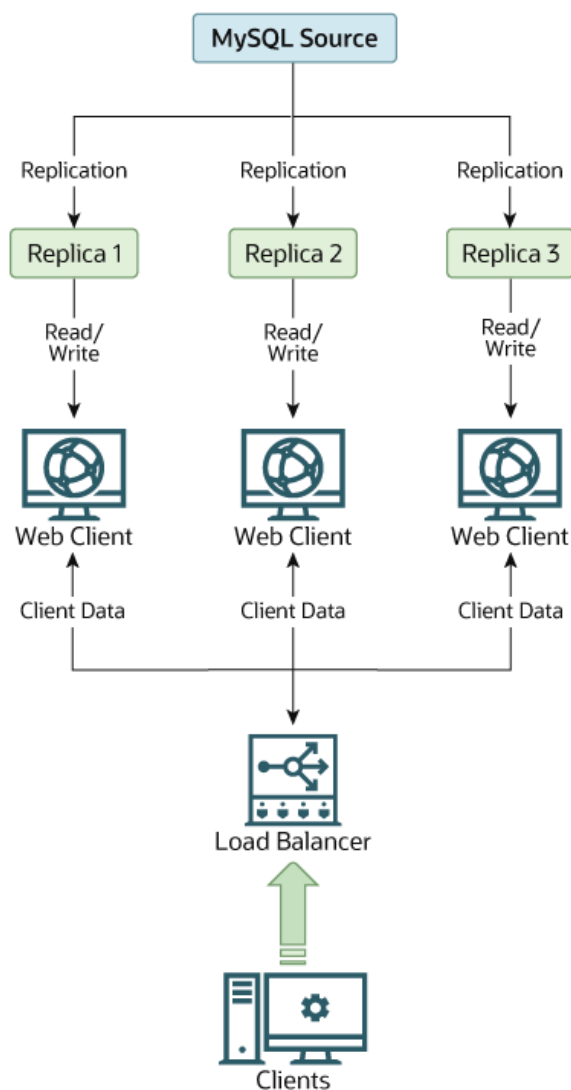 MySQL Source
Replication Replication Replication
Replica 1 Replica 2 Replica 3
Read/ Read/ Read/
Write Write Write
Web Client Web Client Web Client
Client Data Client Data Client Data
Load Balancer
Clients